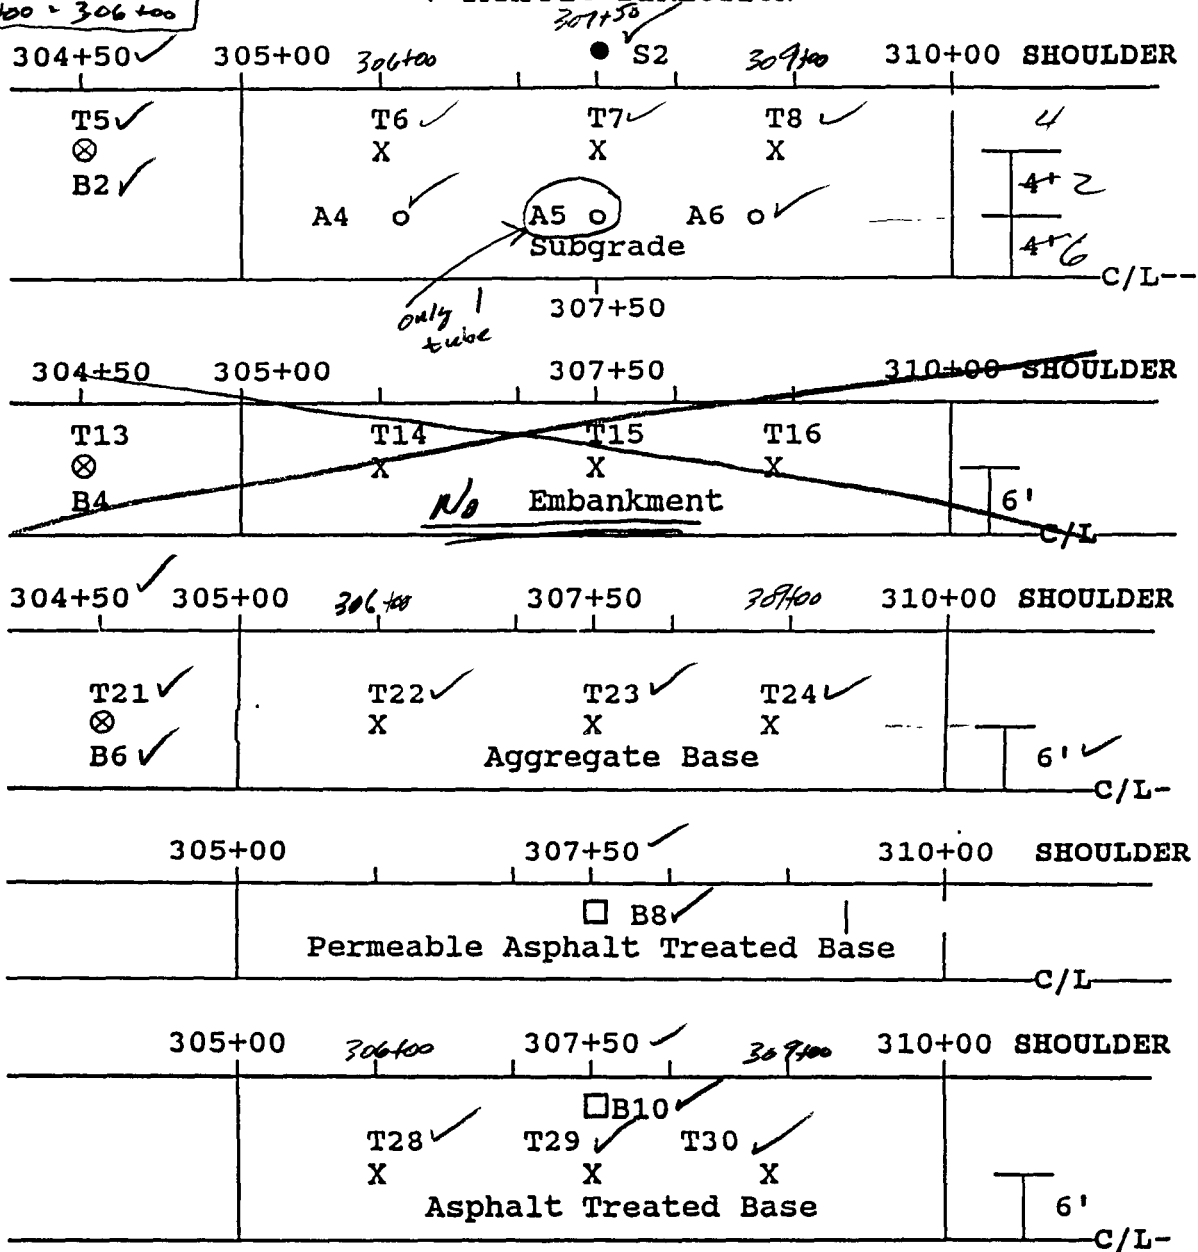 00 - 306+00
307+50
304+50 305+00 306+00 S2 309+00 310+00 SHOULDER
T5 T6 T7 T8 4
X X X
B2 4' 2
A4 A5 A6
Subgrade 4' 6
C/L--
only 1 307+50
tube
304+50 305+00 307+50 310+00 SHOULDER
T13 T14 T15 T16
X X X
B4 No Embankment 6'
C/L
304+50 305+00 306+00 307+50 309+00 310+00 SHOULDER
T21 T22 T23 T24
X X X
B6 Aggregate Base 6'
C/L-
305+00 307+50 310+00 SHOULDER
B8
Permeable Asphalt Treated Base
C/L
305+00 306+00 307+50 309+00 310+00 SHOULDER
B10
T28 T29 T30
X X X
Asphalt Treated Base 6'
C/L-